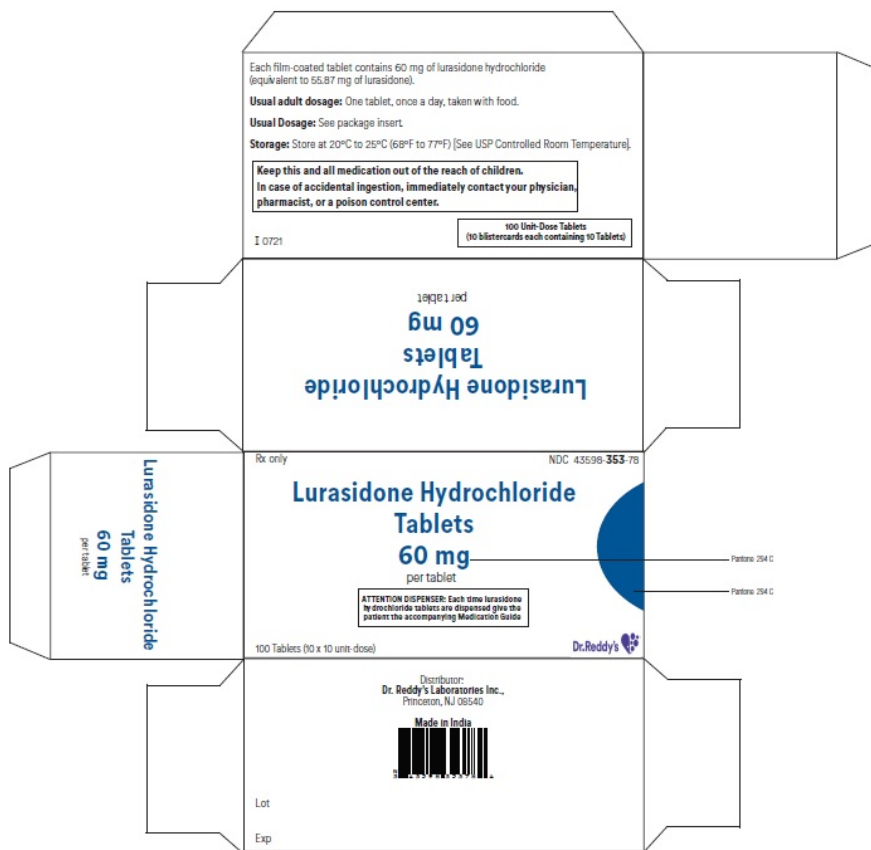 Each film-coated tablet contains 60 mg of lurasidone hydrochloride
(equivalent to 55.87 mg of lurasidone).
Usual adult dosage: One tablet, once a day, taken with food.
Usual Dosage: See package insert.
Storage: Store at 20°C to 25°C (68°F to 77°F) [See USP Controlled Room Temperature].
Keep this and all medication out of the reach of children.
In case of accidental ingestion, immediately contact your physician,
pharmacist, or a poison control center.
100 Unit-Dose Tablets
(10 blistercards each containing 10 Tablets)
I 0721
Lurasidone Hydrochloride
Tablets
60 mg
per tablet
Lurasidone Hydrochloride
Tablets
60 mg
per tablet
Rx only
NDC 43598-353-78
Lurasidone Hydrochloride
Tablets
60 mg
per tablet
Pantone 294 C
Pantone 294 C
ATTENTION DISPENSER: Each time lurasidone
hydrochloride tablets are dispensed give the
patient the accompanying Medication Guide
100 Tablets (10 x 10 unit-dose)
Dr.Reddy's
Distributor:
Dr. Reddy's Laboratories Inc.,
Princeton, NJ 08540
Made in India
Lot
Exp